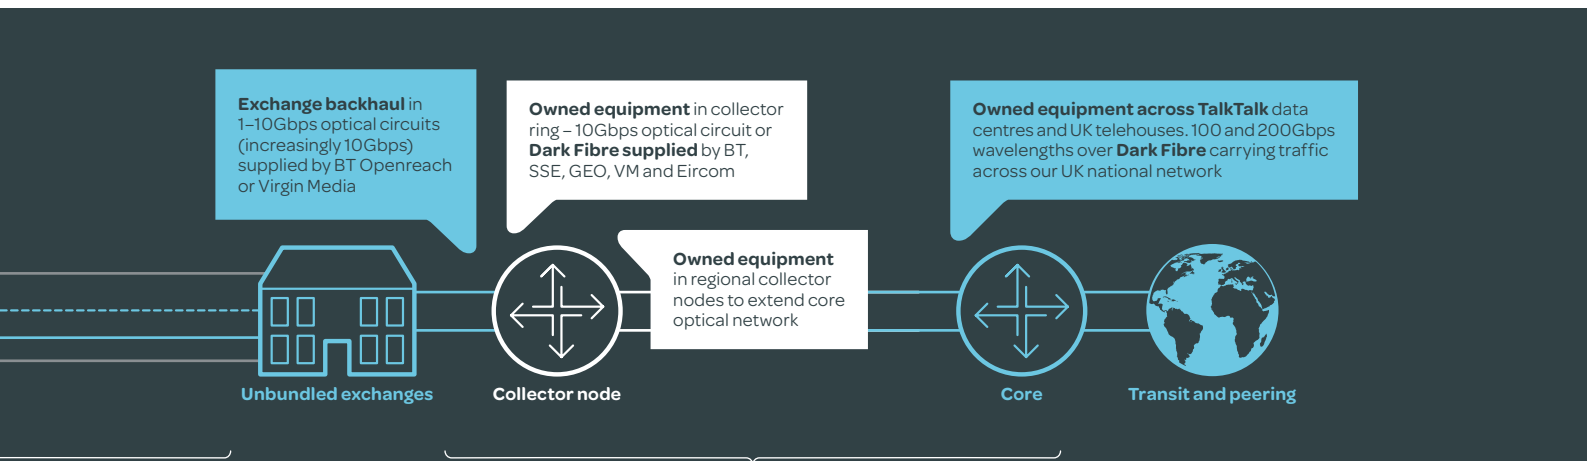 Exchange backhaul in
1–10Gbps optical circuits
(increasingly 10Gbps)
supplied by BT Openreach
or Virgin Media
Owned equipment in collector
ring – 10Gbps optical circuit or
Dark Fibre supplied by BT,
SSE, GEO, VM and Eircom
Owned equipment across TalkTalk data
centres and UK telehouses. 100 and 200Gbps
wavelengths over Dark Fibre carrying traffic
across our UK national network
Owned equipment
in regional collector
nodes to extend core
optical network
Unbundled exchanges
Collector node
Core
Transit and peering